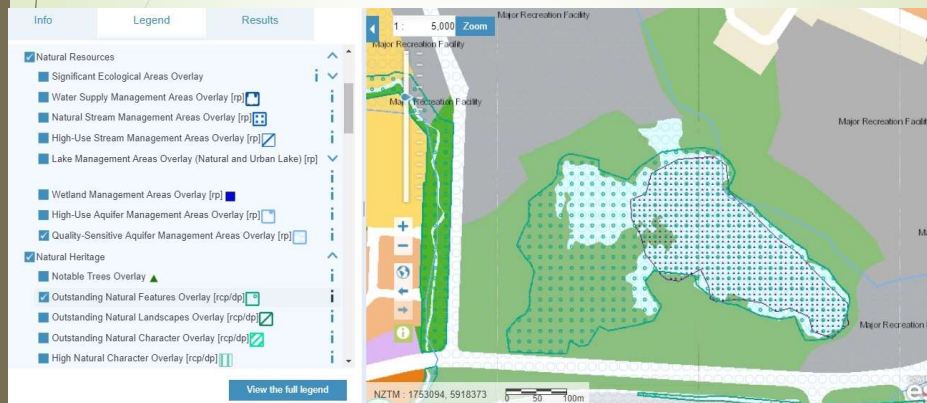 Info
Legend
Results
Natural Resources
Significant Ecological Areas Overlay
Water Supply Management Areas Overlay [rp]
Natural Stream Management Areas Overlay [rp]
High-Use Stream Management Areas Overlay [rp]
Lake Management Areas Overlay (Natural and Urban Lake) [rp]
Wetland Management Areas Overlay [rp]
High-Use Aquifer Management Areas Overlay [rp]
Quality-Sensitive Aquifer Management Areas Overlay [rp]
Natural Heritage
Notable Trees Overlay
Outstanding Natural Features Overlay [rcp/dp]
Outstanding Natural Landscapes Overlay [rcp/dp]
Outstanding Natural Character Overlay [rcp/dp]
High Natural Character Overlay [rcp/dp]
View the full legend
1 : 5,000 Zoom
Major Recreation Facility
Major Recreation Facility
Major Recreation Facility
Major Recreation Facilit
Major Recreation
NZTM : 1753094, 5918373
0 50 100m